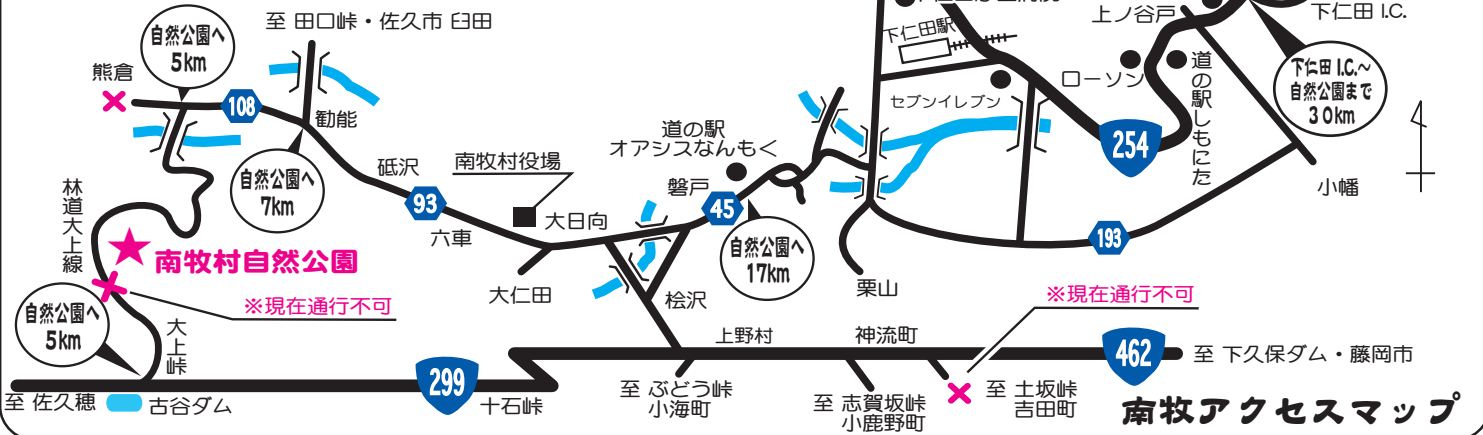 至 田口峠・佐久市 臼田
自然公園へ
5km
熊倉
108
勧能
自然公園へ
7km
砥沢
93
六車
南牧村役場
大日向
大仁田
林道大上線
南牧村自然公園
※現在通行不可
自然公園へ
5km
大上峠
道の駅
オアシスなんもく
磐戸
45
自然公園へ
17km
桧沢
下仁田駅
セブンイレブン
上ノ谷戸
下仁田 I.C.
ローソン
道の駅しもにた
254
下仁田 I.C.～
自然公園まで
30km
小幡
193
栗山
※現在通行不可
上野村
神流町
462
至 下久保ダム・藤岡市
299
至 佐久穂
古谷ダム
十石峠
至 ぶどう峠
小海町
至 志賀坂峠
小鹿野町
至 土坂峠
吉田町
南牧アクセスマップ